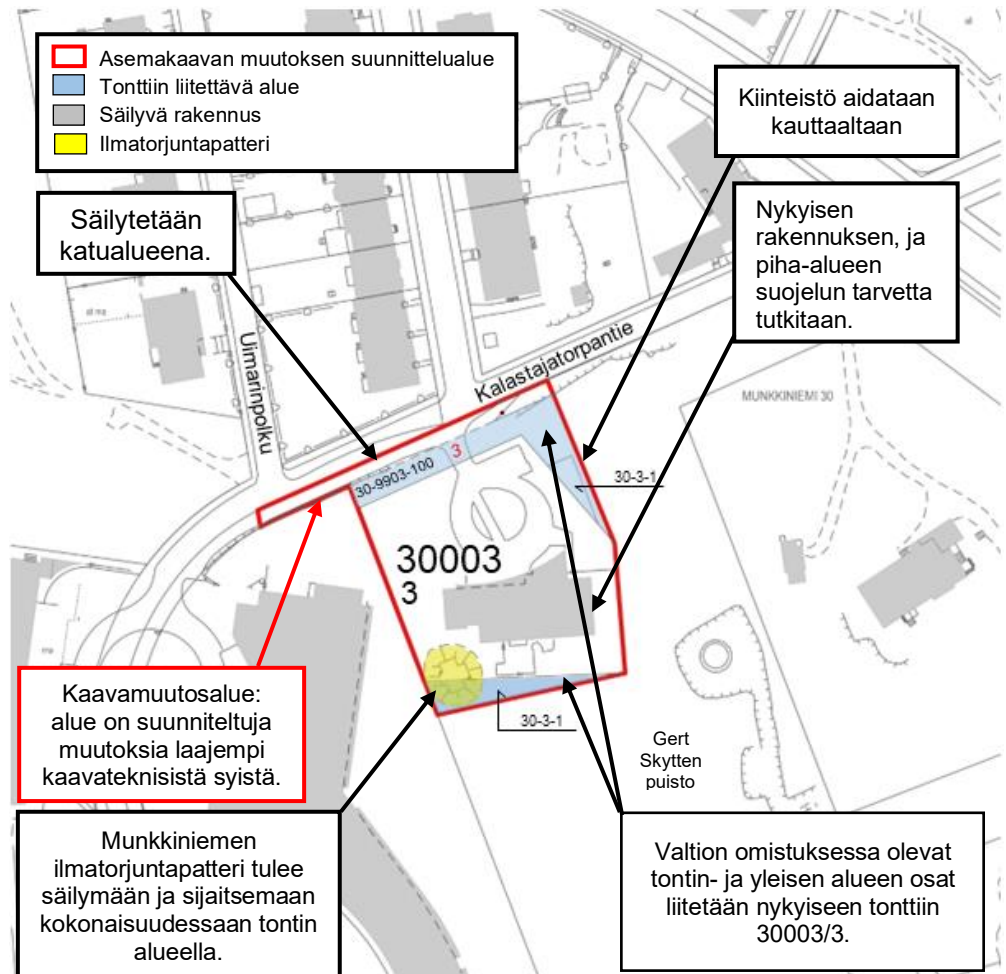 Asemakaavan muutoksen suunnittelualue
Tonttiin liitettävä alue
Säilyvä rakennus
Ilmatorjuntapatteri
Kiinteistö aidataan
kauttaaltaan
Säilytetään
katualueena.
Nykyisen
rakennuksen, ja
piha-alueen
suojelun tarvetta
tutkitaan.
Uimarinpolku
Kalastajatorpantie
MUNKKINIEMI 30
3
30-9903-100
30-3-1
30003
3
Kaavamuutosalue:
alue on suunniteltuja
muutoksia laajempi
kaavateknisistä syistä.
30-3-1
Gert
Skytten
puisto
Munkkiniemen
ilmatorjuntapatteri tulee
säilymään ja sijaitsemaan
kokonaisuudessaan tontin
alueella.
Valtion omistuksessa olevat
tontin- ja yleisen alueen osat
liitetään nykyiseen tonttiin
30003/3.